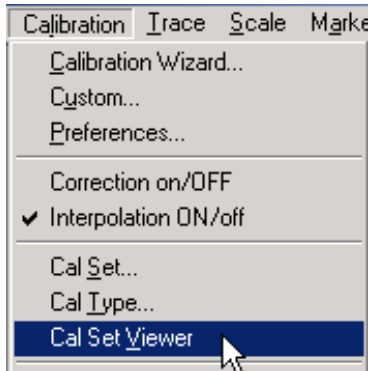 Calibration Trace Scale Marke
Calibration Wizard...
Custom...
Preferences...
Correction on/OFF
✔ Interpolation ON/off
Cal Set...
Cal Type...
Cal Set Viewer